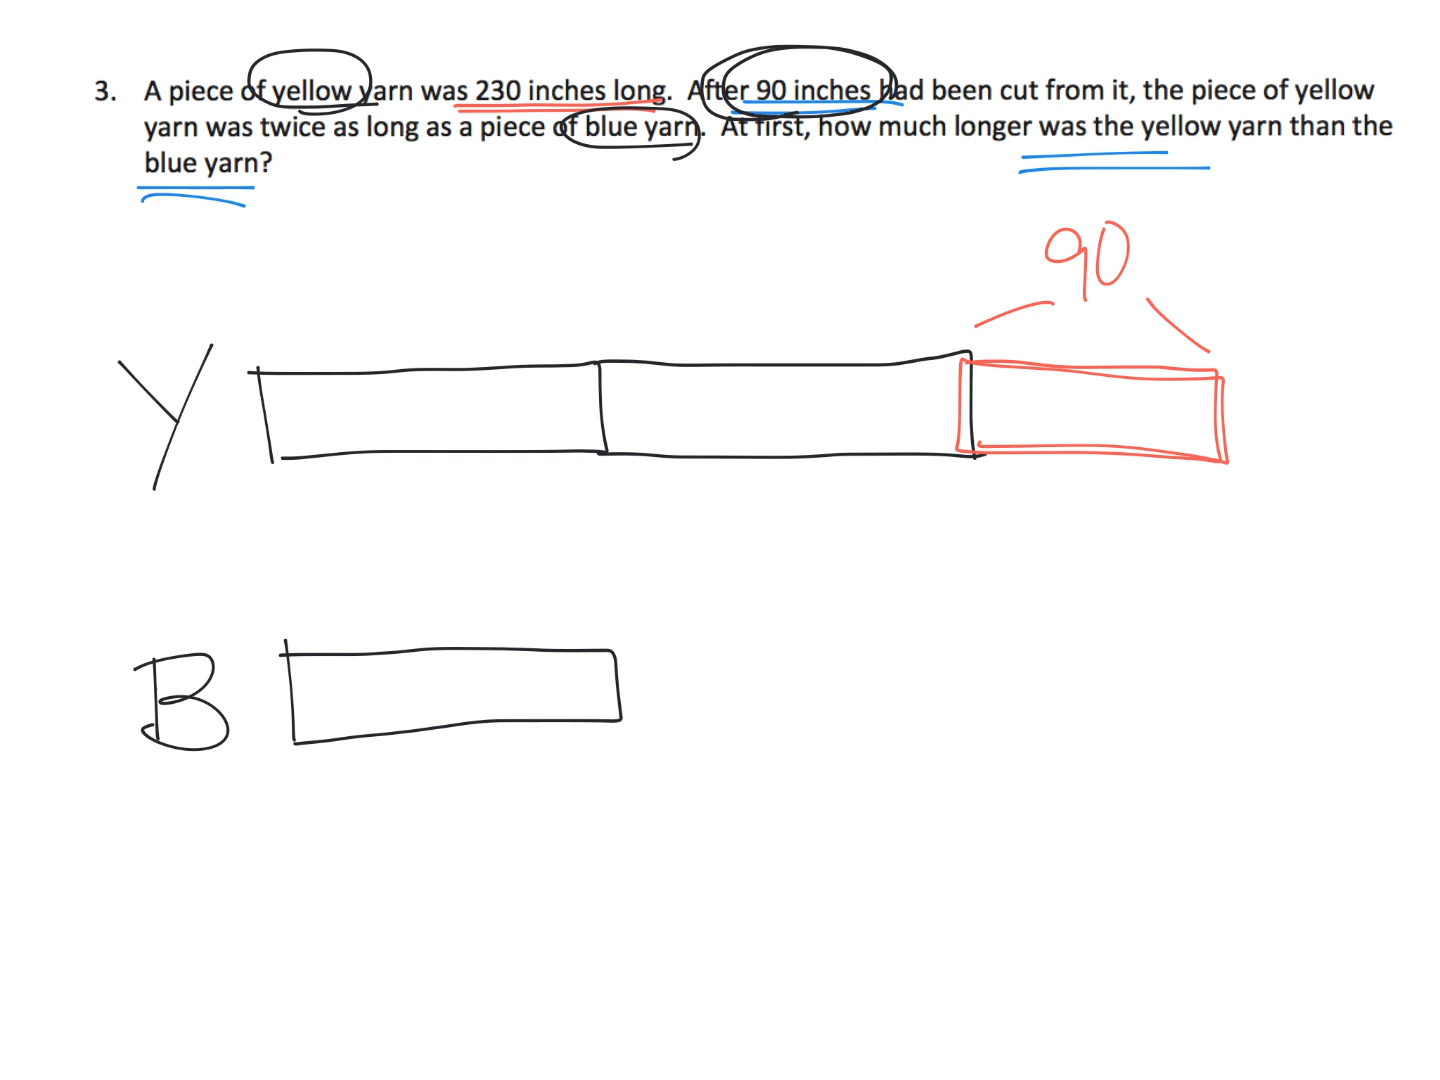 3. A piece of yellow yarn was 230 inches long. After 90 inches had been cut from it, the piece of yellow
yarn was twice as long as a piece of blue yarn. At first, how much longer was the yellow yarn than the
blue yarn?
90
Y
B